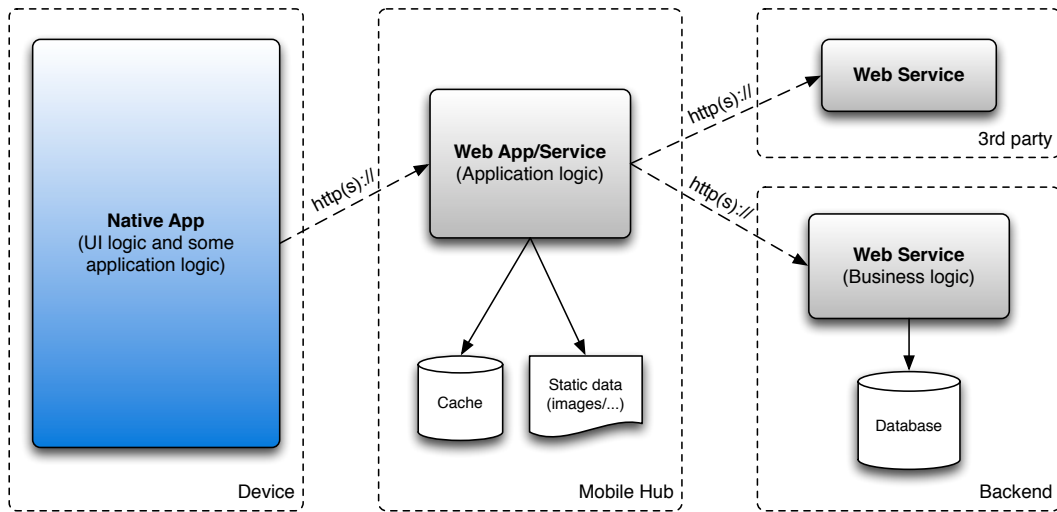 Native App
(UI logic and some
application logic)
Device
http(s)://
Web App/Service
(Application logic)
Cache
Static data
(images/...)
Mobile Hub
http(s)://
http(s)://
Web Service
3rd party
Web Service
(Business logic)
Database
Backend